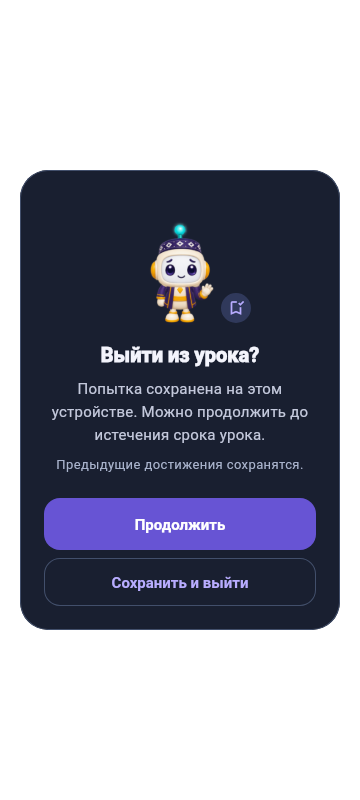 Выйти из урока?
Попытка сохранена на этом
устройстве. Можно продолжить до
истечения срока урока.
Предыдущие достижения сохранятся.
Продолжить
Сохранить и выйти